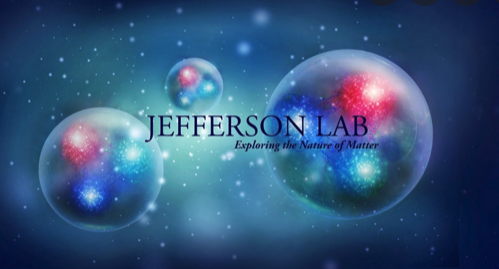 JEFFERSON LAB
Exploring the Nature of Matter